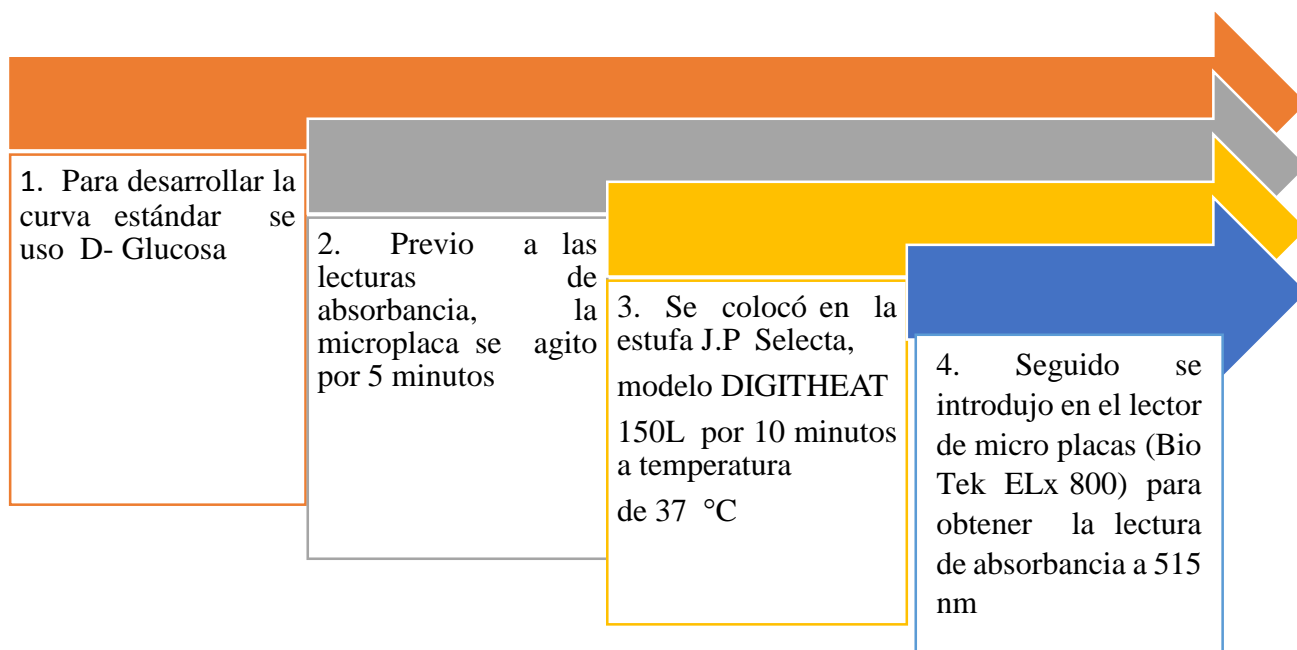 1. Para desarrollar la
curva estándar se
uso D- Glucosa
2. Previo a las
lecturas de
absorbancia, la
microplaca se agito
por 5 minutos
3. Se colocó en la
estufa J.P Selecta,
modelo DIGITHEAT
150L por 10 minutos
a temperatura
de 37 °C
4. Seguido se
introdujo en el lector
de micro placas (Bio
Tek ELx 800) para
obtener la lectura
de absorbancia a 515
nm